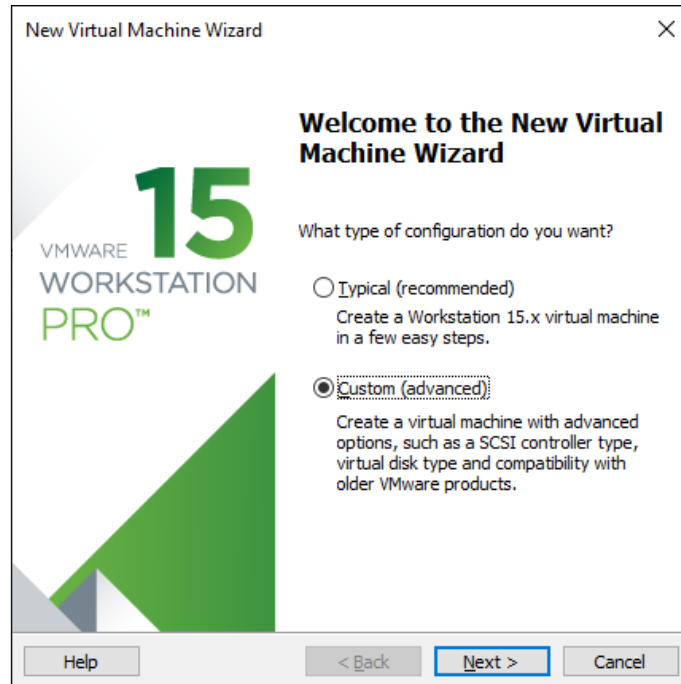 New Virtual Machine Wizard
Welcome to the New Virtual
Machine Wizard
15
VMWARE
WORKSTATION
PRO™
What type of configuration do you want?
Typical (recommended)
Create a Workstation 15.x virtual machine
in a few easy steps.
Custom (advanced)
Create a virtual machine with advanced
options, such as a SCSI controller type,
virtual disk type and compatibility with
older VMware products.
Help
< Back
Next >
Cancel